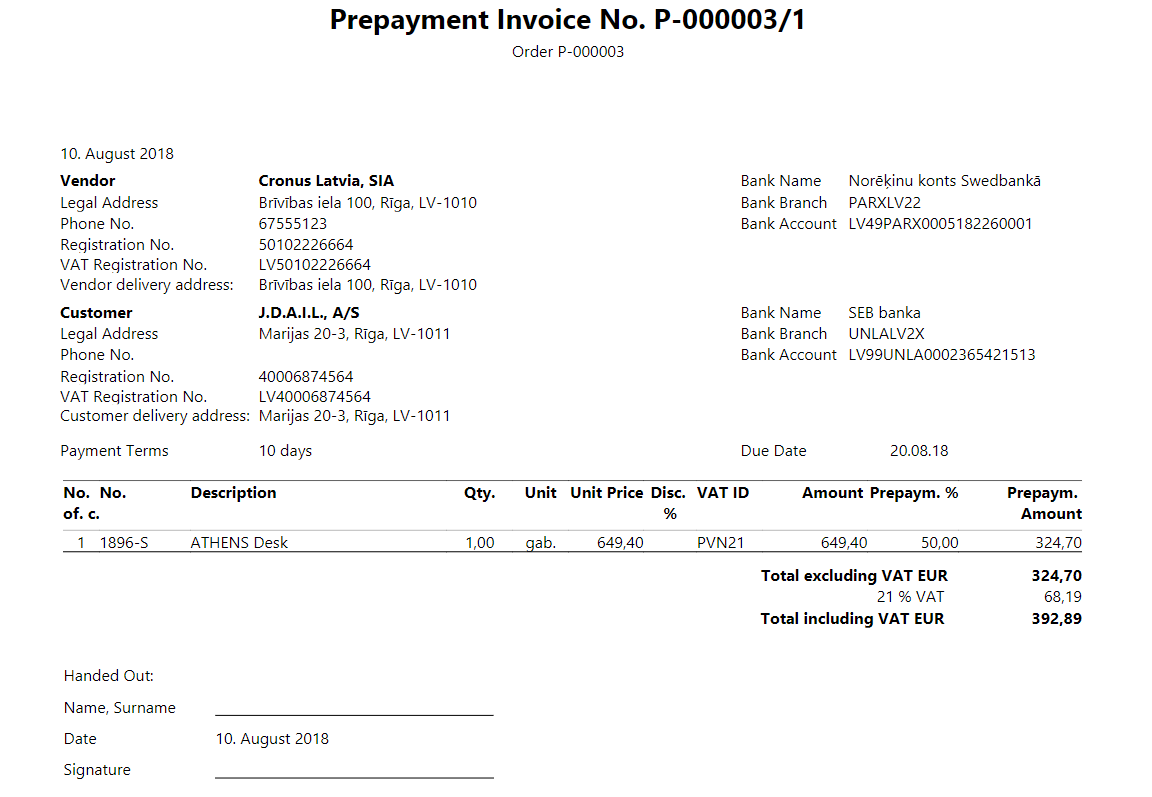 Prepayment Invoice No. P-000003/1
Order P-000003
10. August 2018
Vendor Cronus Latvia, SIA Bank Name Norēķinu konts Swedbankā
Legal Address Brīvības iela 100, Rīga, LV-1010 Bank Branch PARXLV22
Phone No. 67555123 Bank Account LV49PARX0005182260001
Registration No. 50102226664
VAT Registration No. LV50102226664
Vendor delivery address: Brīvības iela 100, Rīga, LV-1010
Customer J.D.A.I.L., A/S Bank Name SEB banka
Legal Address Marijas 20-3, Rīga, LV-1011 Bank Branch UNLALV2X
Phone No. Bank Account LV99UNLA0002365421513
Registration No. 40006874564
VAT Registration No. LV40006874564
Customer delivery address: Marijas 20-3, Rīga, LV-1011
Payment Terms 10 days Due Date 20.08.18
No. No. Description Qty. Unit Unit Price Disc. VAT ID Amount Prepaym. % Prepaym.
of. c. % Amount
1 1896-S ATHENS Desk 1,00 gab. 649,40 PVN21 649,40 50,00 324,70
Total excluding VAT EUR 324,70
21 % VAT 68,19
Total including VAT EUR 392,89
Handed Out:
Name, Surname
Date 10. August 2018
Signature